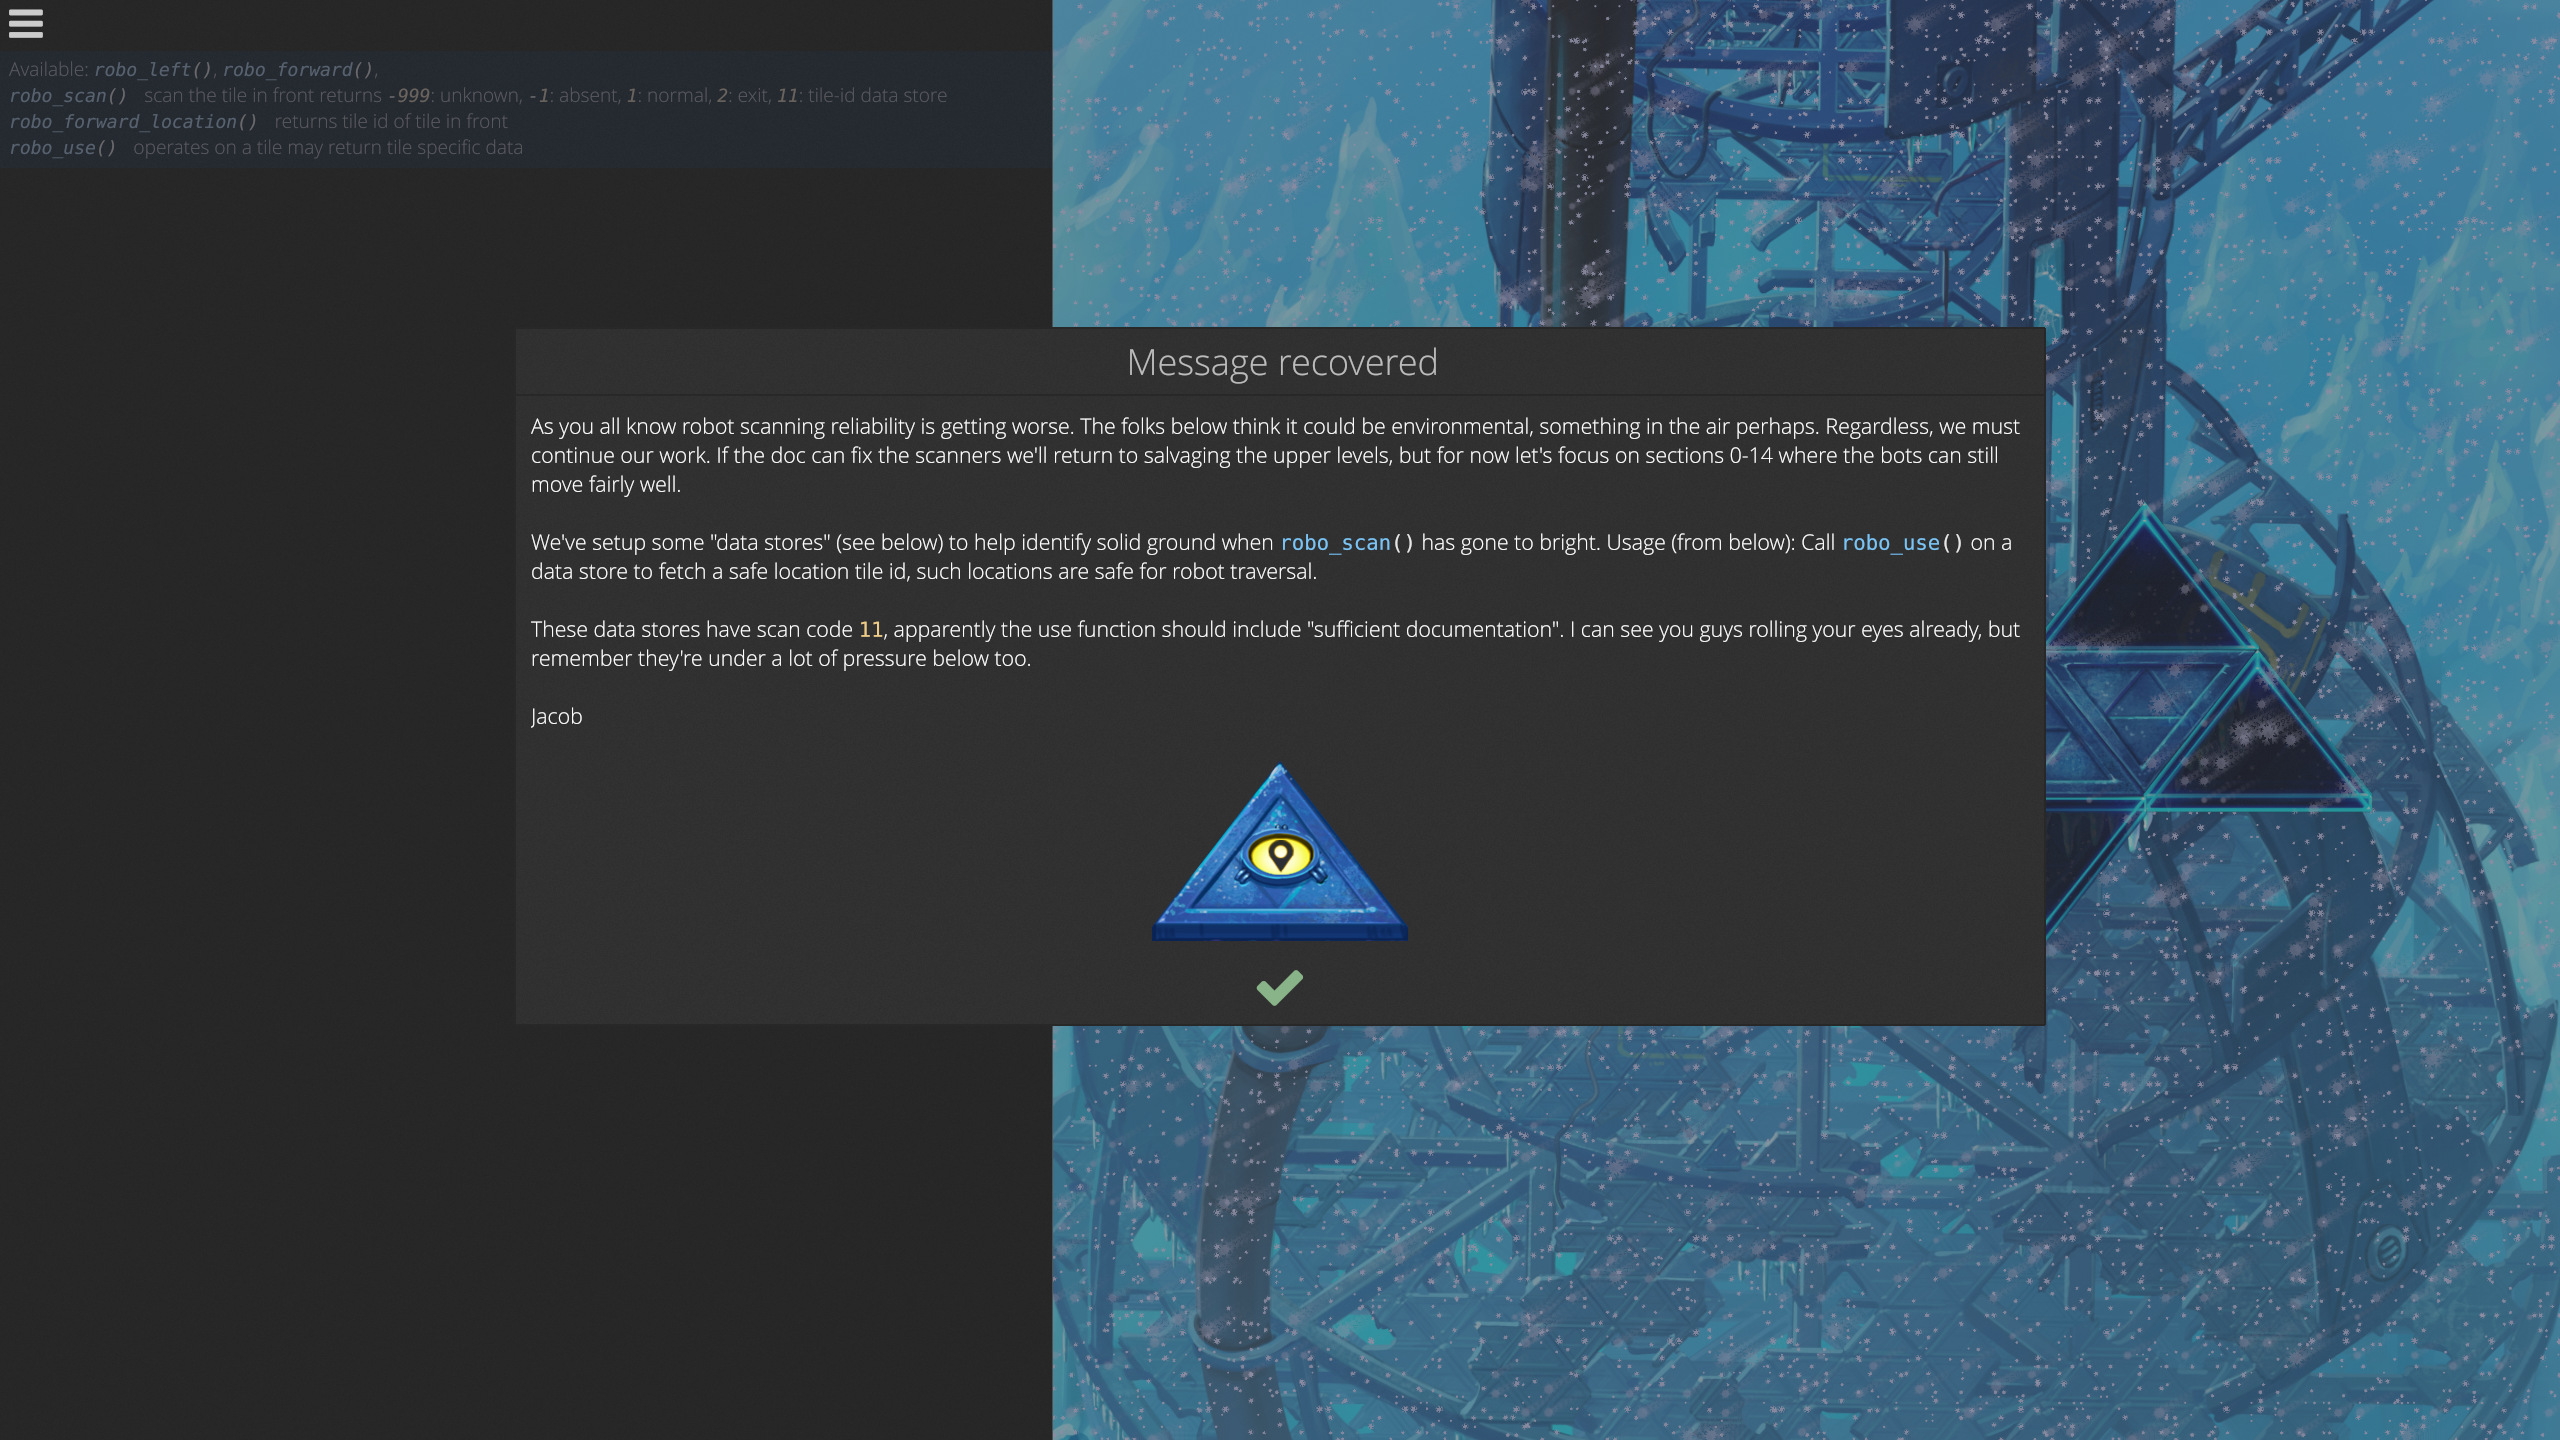 Available: robo_left(), robo_forward(),
robo_scan() scan the tile in front returns -999: unknown, -1: absent, 1: normal, 2: exit, 11: tile-id data store
robo_forward_location() returns tile id of tile in front
robo_use() operates on a tile may return tile specific data
Message recovered
As you all know robot scanning reliability is getting worse. The folks below think it could be environmental, something in the air perhaps. Regardless, we must
continue our work. If the doc can fix the scanners we'll return to salvaging the upper levels, but for now let's focus on sections 0-14 where the bots can still
move fairly well.
We've setup some "data stores" (see below) to help identify solid ground when robo_scan() has gone to bright. Usage (from below): Call robo_use() on a
data store to fetch a safe location tile id, such locations are safe for robot traversal.
These data stores have scan code 11, apparently the use function should include "sufficient documentation". I can see you guys rolling your eyes already, but
remember they're under a lot of pressure below too.
Jacob